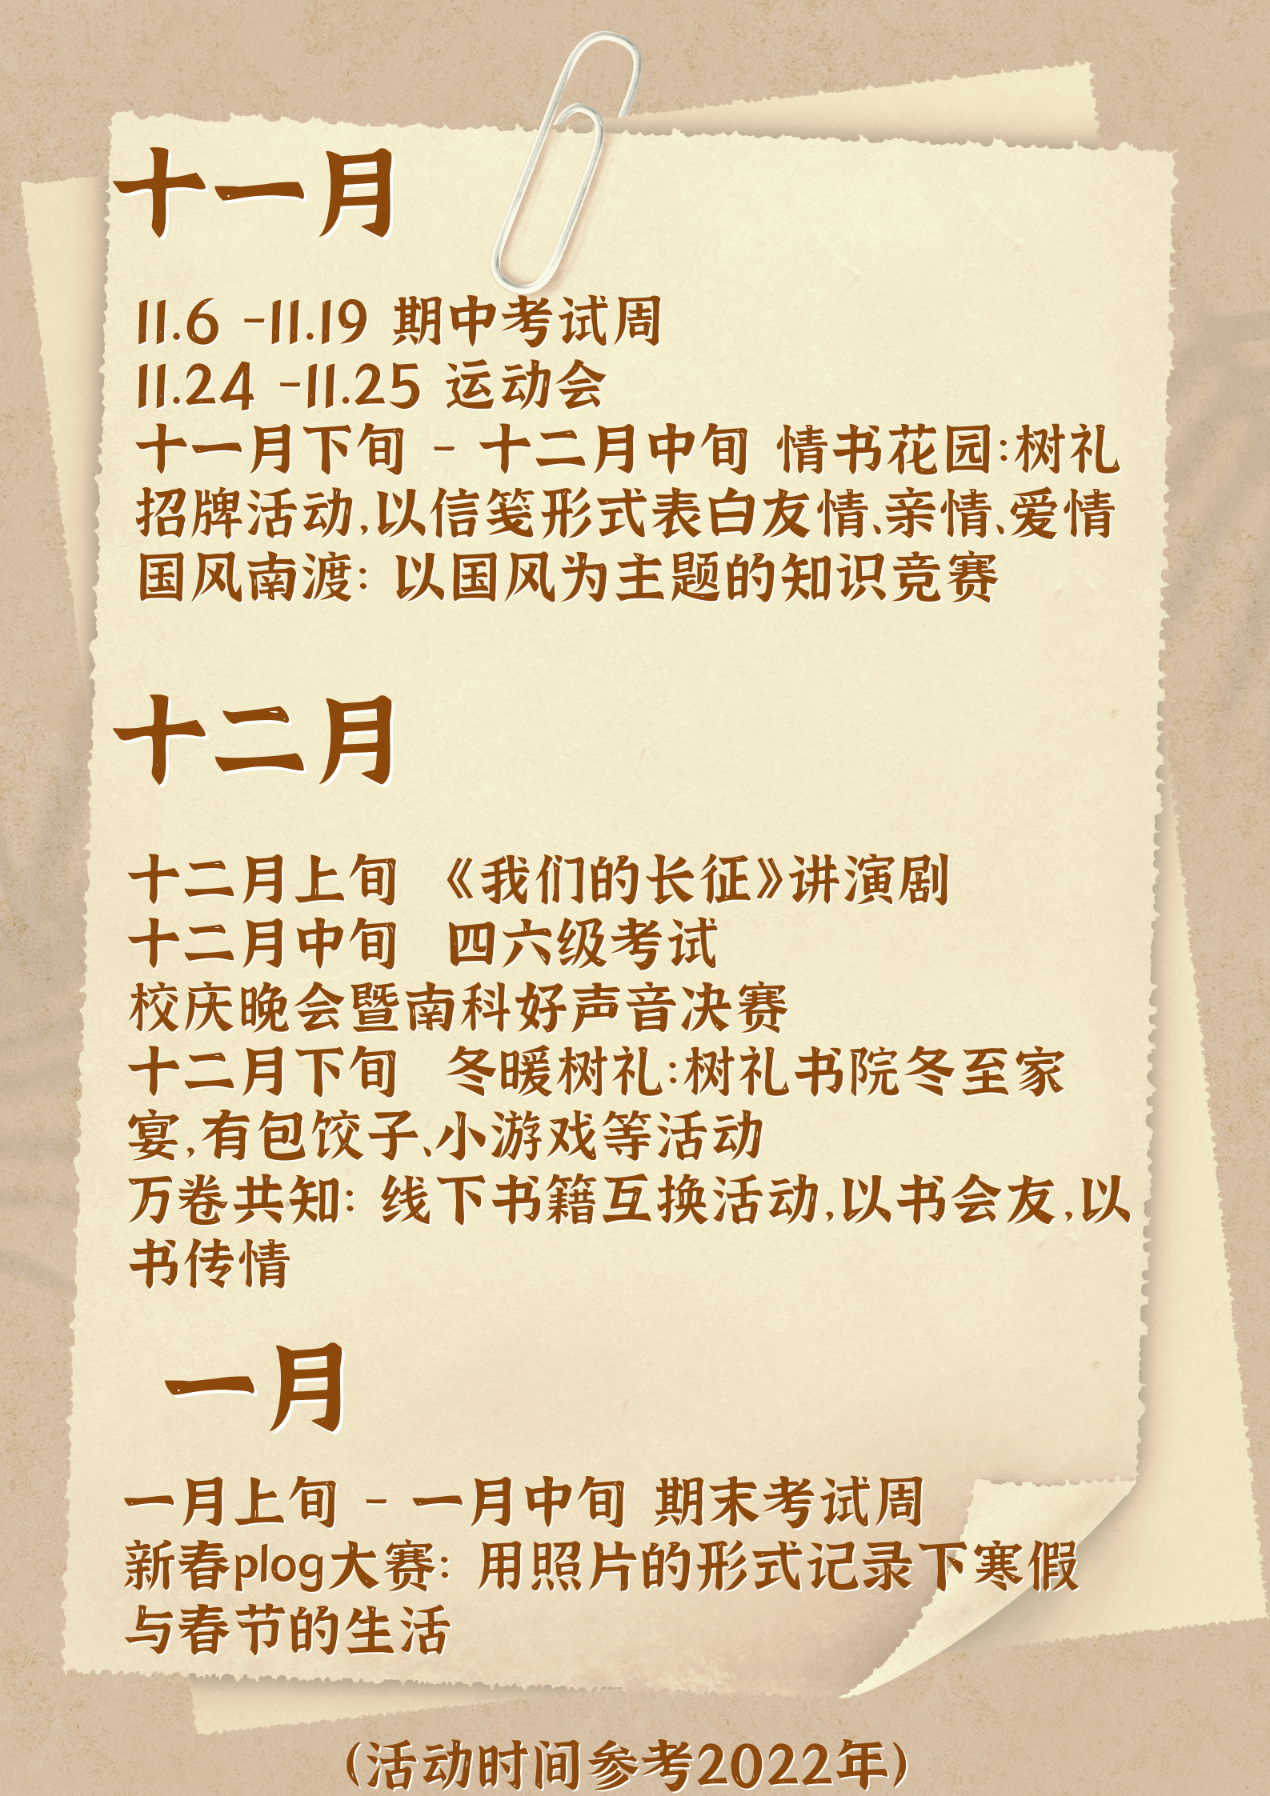 十一月
11.6 -11.19 期中考试周
11.24 -11.25 运动会
十一月下旬 - 十二月中旬 情书花园:树礼
招牌活动,以信笺形式表白友情、亲情、爱情
国风南渡: 以国风为主题的知识竞赛
十二月
十二月上旬 《我们的长征》讲演剧
十二月中旬 四六级考试
校庆晚会暨南科好声音决赛
十二月下旬 冬暖树礼:树礼书院冬至家
宴,有包饺子、小游戏等活动
万卷共知: 线下书籍互换活动,以书会友,以
书传情
一月
一月上旬 - 一月中旬 期末考试周
新春plog大赛: 用照片的形式记录下寒假
与春节的生活
(活动时间参考2022年)